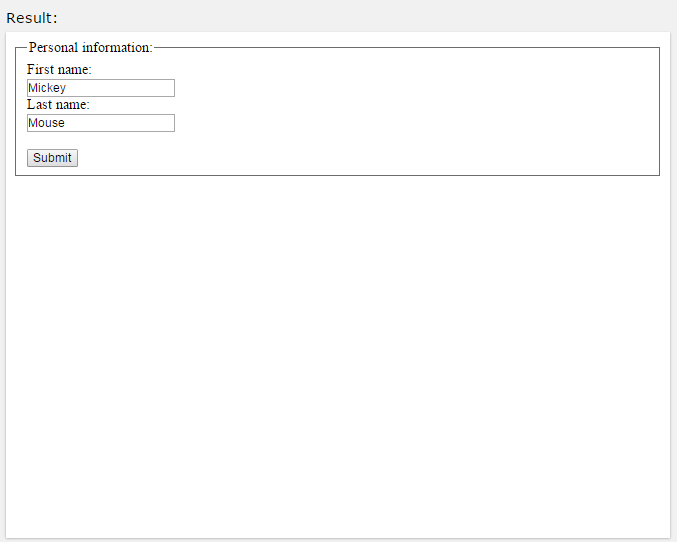 Result:
Personal information:
First name:
Mickey
Last name:
Mouse
Submit